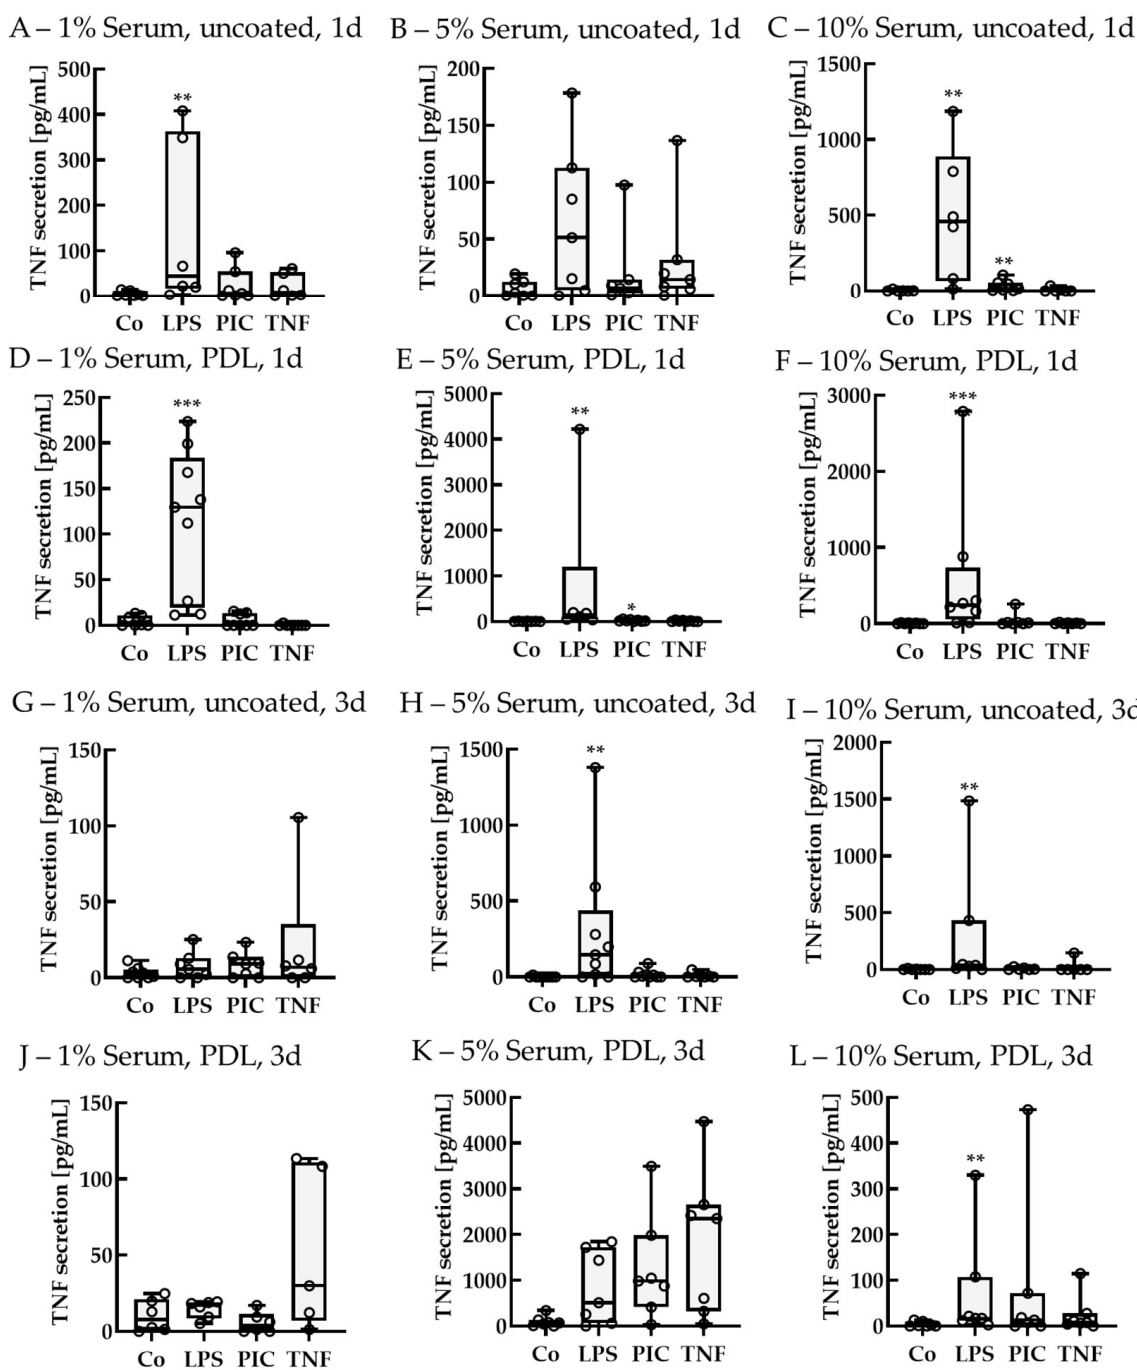 A – 1% Serum, uncoated, 1d
B – 5% Serum, uncoated, 1d
C – 10% Serum, uncoated, 1d
TNF secretion [pg/mL]
500
400
300
200
100
0
**
Co LPS PIC TNF
TNF secretion [pg/mL]
200
150
100
50
0
Co LPS PIC TNF
TNF secretion [pg/mL]
1500
1000
500
0
**
**
Co LPS PIC TNF
D – 1% Serum, PDL, 1d
E – 5% Serum, PDL, 1d
F – 10% Serum, PDL, 1d
TNF secretion [pg/mL]
250
200
150
100
50
0
***
Co LPS PIC TNF
TNF secretion [pg/mL]
5000
4000
3000
2000
1000
0
**
*
Co LPS PIC TNF
TNF secretion [pg/mL]
3000
2000
1000
0
***
Co LPS PIC TNF
G – 1% Serum, uncoated, 3d
H – 5% Serum, uncoated, 3d
I – 10% Serum, uncoated, 3d
TNF secretion [pg/mL]
150
100
50
0
Co LPS PIC TNF
TNF secretion [pg/mL]
1500
1000
500
0
**
Co LPS PIC TNF
TNF secretion [pg/mL]
2000
1500
1000
500
0
**
Co LPS PIC TNF
J – 1% Serum, PDL, 3d
K – 5% Serum, PDL, 3d
L – 10% Serum, PDL, 3d
TNF secretion [pg/mL]
150
100
50
0
Co LPS PIC TNF
TNF secretion [pg/mL]
5000
4000
3000
2000
1000
0
Co LPS PIC TNF
TNF secretion [pg/mL]
500
400
300
200
100
0
**
Co LPS PIC TNF